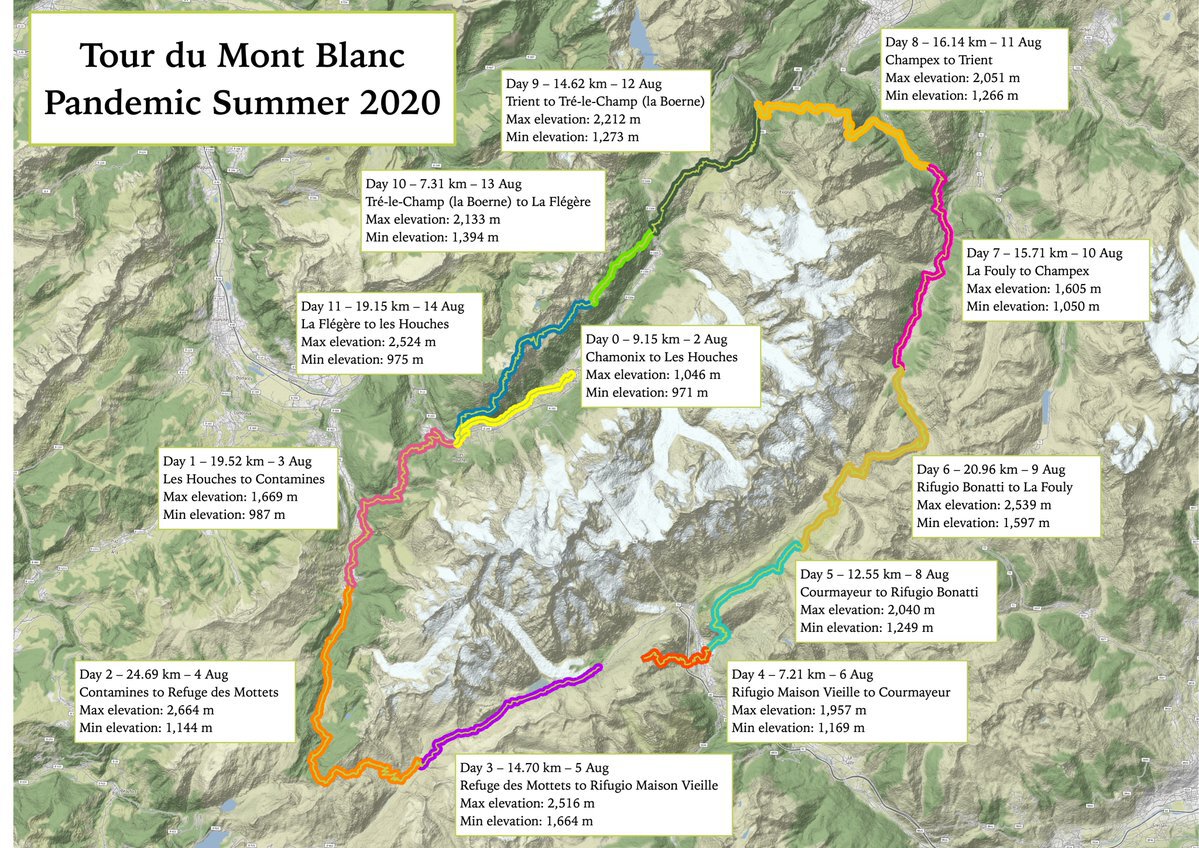 Tour du Mont Blanc
Pandemic Summer 2020
Day 8 – 16.14 km – 11 Aug
Champex to Trient
Max elevation: 2,051 m
Min elevation: 1,266 m
Day 9 – 14.62 km – 12 Aug
Trient to Tré-le-Champ (la Boerne)
Max elevation: 2,212 m
Min elevation: 1,273 m
Day 10 – 7.31 km – 13 Aug
Tré-le-Champ (la Boerne) to La Flégère
Max elevation: 2,133 m
Min elevation: 1,394 m
Day 7 – 15.71 km – 10 Aug
La Fouly to Champex
Max elevation: 1,605 m
Min elevation: 1,050 m
Day 11 – 19.15 km – 14 Aug
La Flégère to les Houches
Max elevation: 2,524 m
Min elevation: 975 m
Day 0 – 9.15 km – 2 Aug
Chamonix to Les Houches
Max elevation: 1,046 m
Min elevation: 971 m
Day 1 – 19.52 km – 3 Aug
Les Houches to Contamines
Max elevation: 1,669 m
Min elevation: 987 m
Day 6 – 20.96 km – 9 Aug
Rifugio Bonatti to La Fouly
Max elevation: 2,539 m
Min elevation: 1,597 m
Day 5 – 12.55 km – 8 Aug
Courmayeur to Rifugio Bonatti
Max elevation: 2,040 m
Min elevation: 1,249 m
Day 2 – 24.69 km – 4 Aug
Contamines to Refuge des Mottets
Max elevation: 2,664 m
Min elevation: 1,144 m
Day 4 – 7.21 km – 6 Aug
Rifugio Maison Vieille to Courmayeur
Max elevation: 1,957 m
Min elevation: 1,169 m
Day 3 – 14.70 km – 5 Aug
Refuge des Mottets to Rifugio Maison Vieille
Max elevation: 2,516 m
Min elevation: 1,664 m